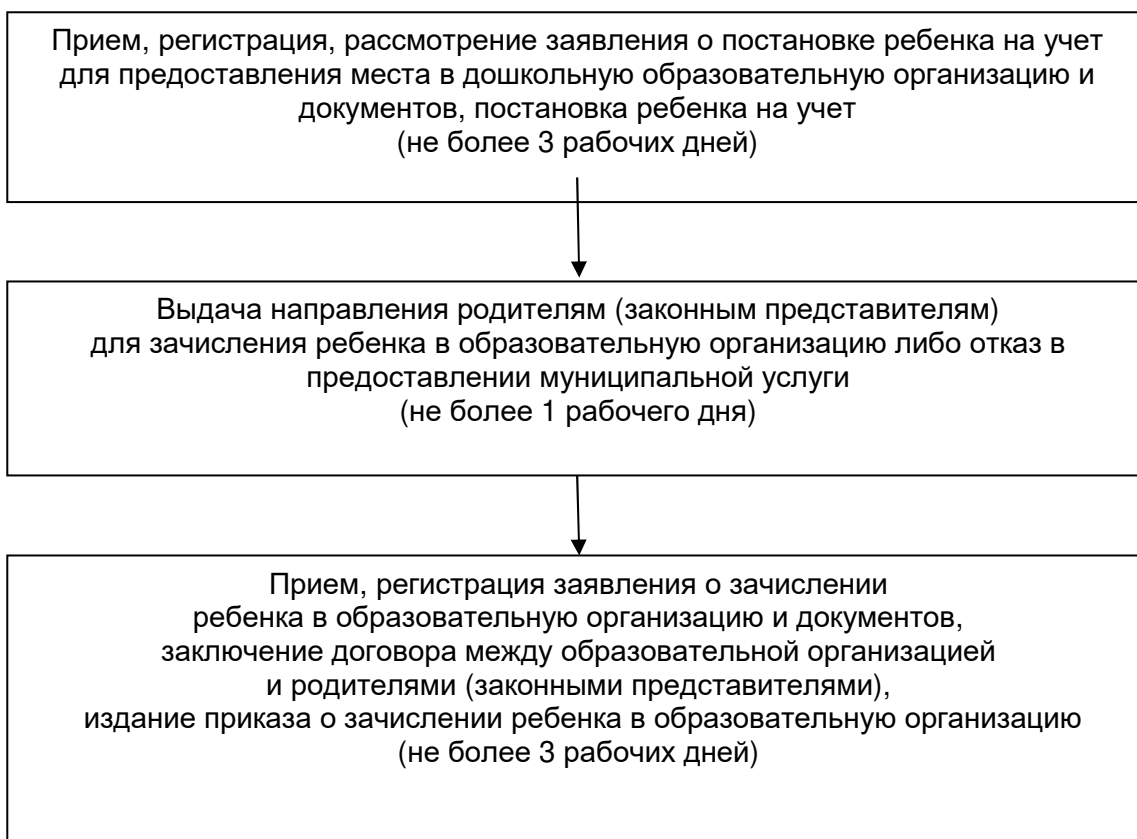 Прием, регистрация, рассмотрение заявления о постановке ребенка на учет
для предоставления места в дошкольную образовательную организацию и
документов, постановка ребенка на учет
(не более 3 рабочих дней)
Выдача направления родителям (законным представителям)
для зачисления ребенка в образовательную организацию либо отказ в
предоставлении муниципальной услуги
(не более 1 рабочего дня)
Прием, регистрация заявления о зачислении
ребенка в образовательную организацию и документов,
заключение договора между образовательной организацией
и родителями (законными представителями),
издание приказа о зачислении ребенка в образовательную организацию
(не более 3 рабочих дней)